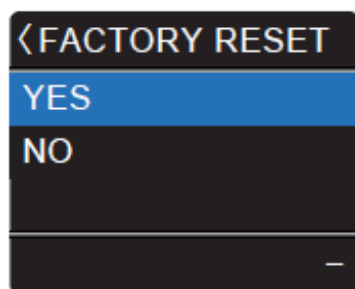 〈FACTORY RESET
YES
NO
–